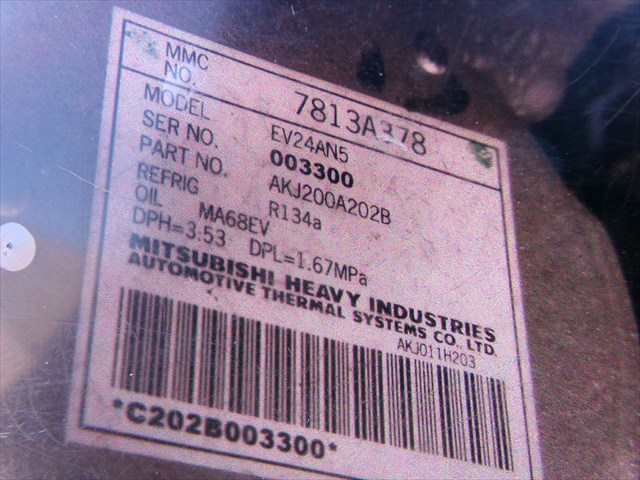 MMC NO. 7813A378
MODEL EV24AN5
SER NO. 003300
PART NO. AKJ200A202B
REFRIG R134a
OIL MA68EV
DPH=3.53 DPL=1.67MPa
MITSUBISHI HEAVY INDUSTRIES
AUTOMOTIVE THERMAL SYSTEMS CO., LTD.
AKJ011H203
*C202B003300*